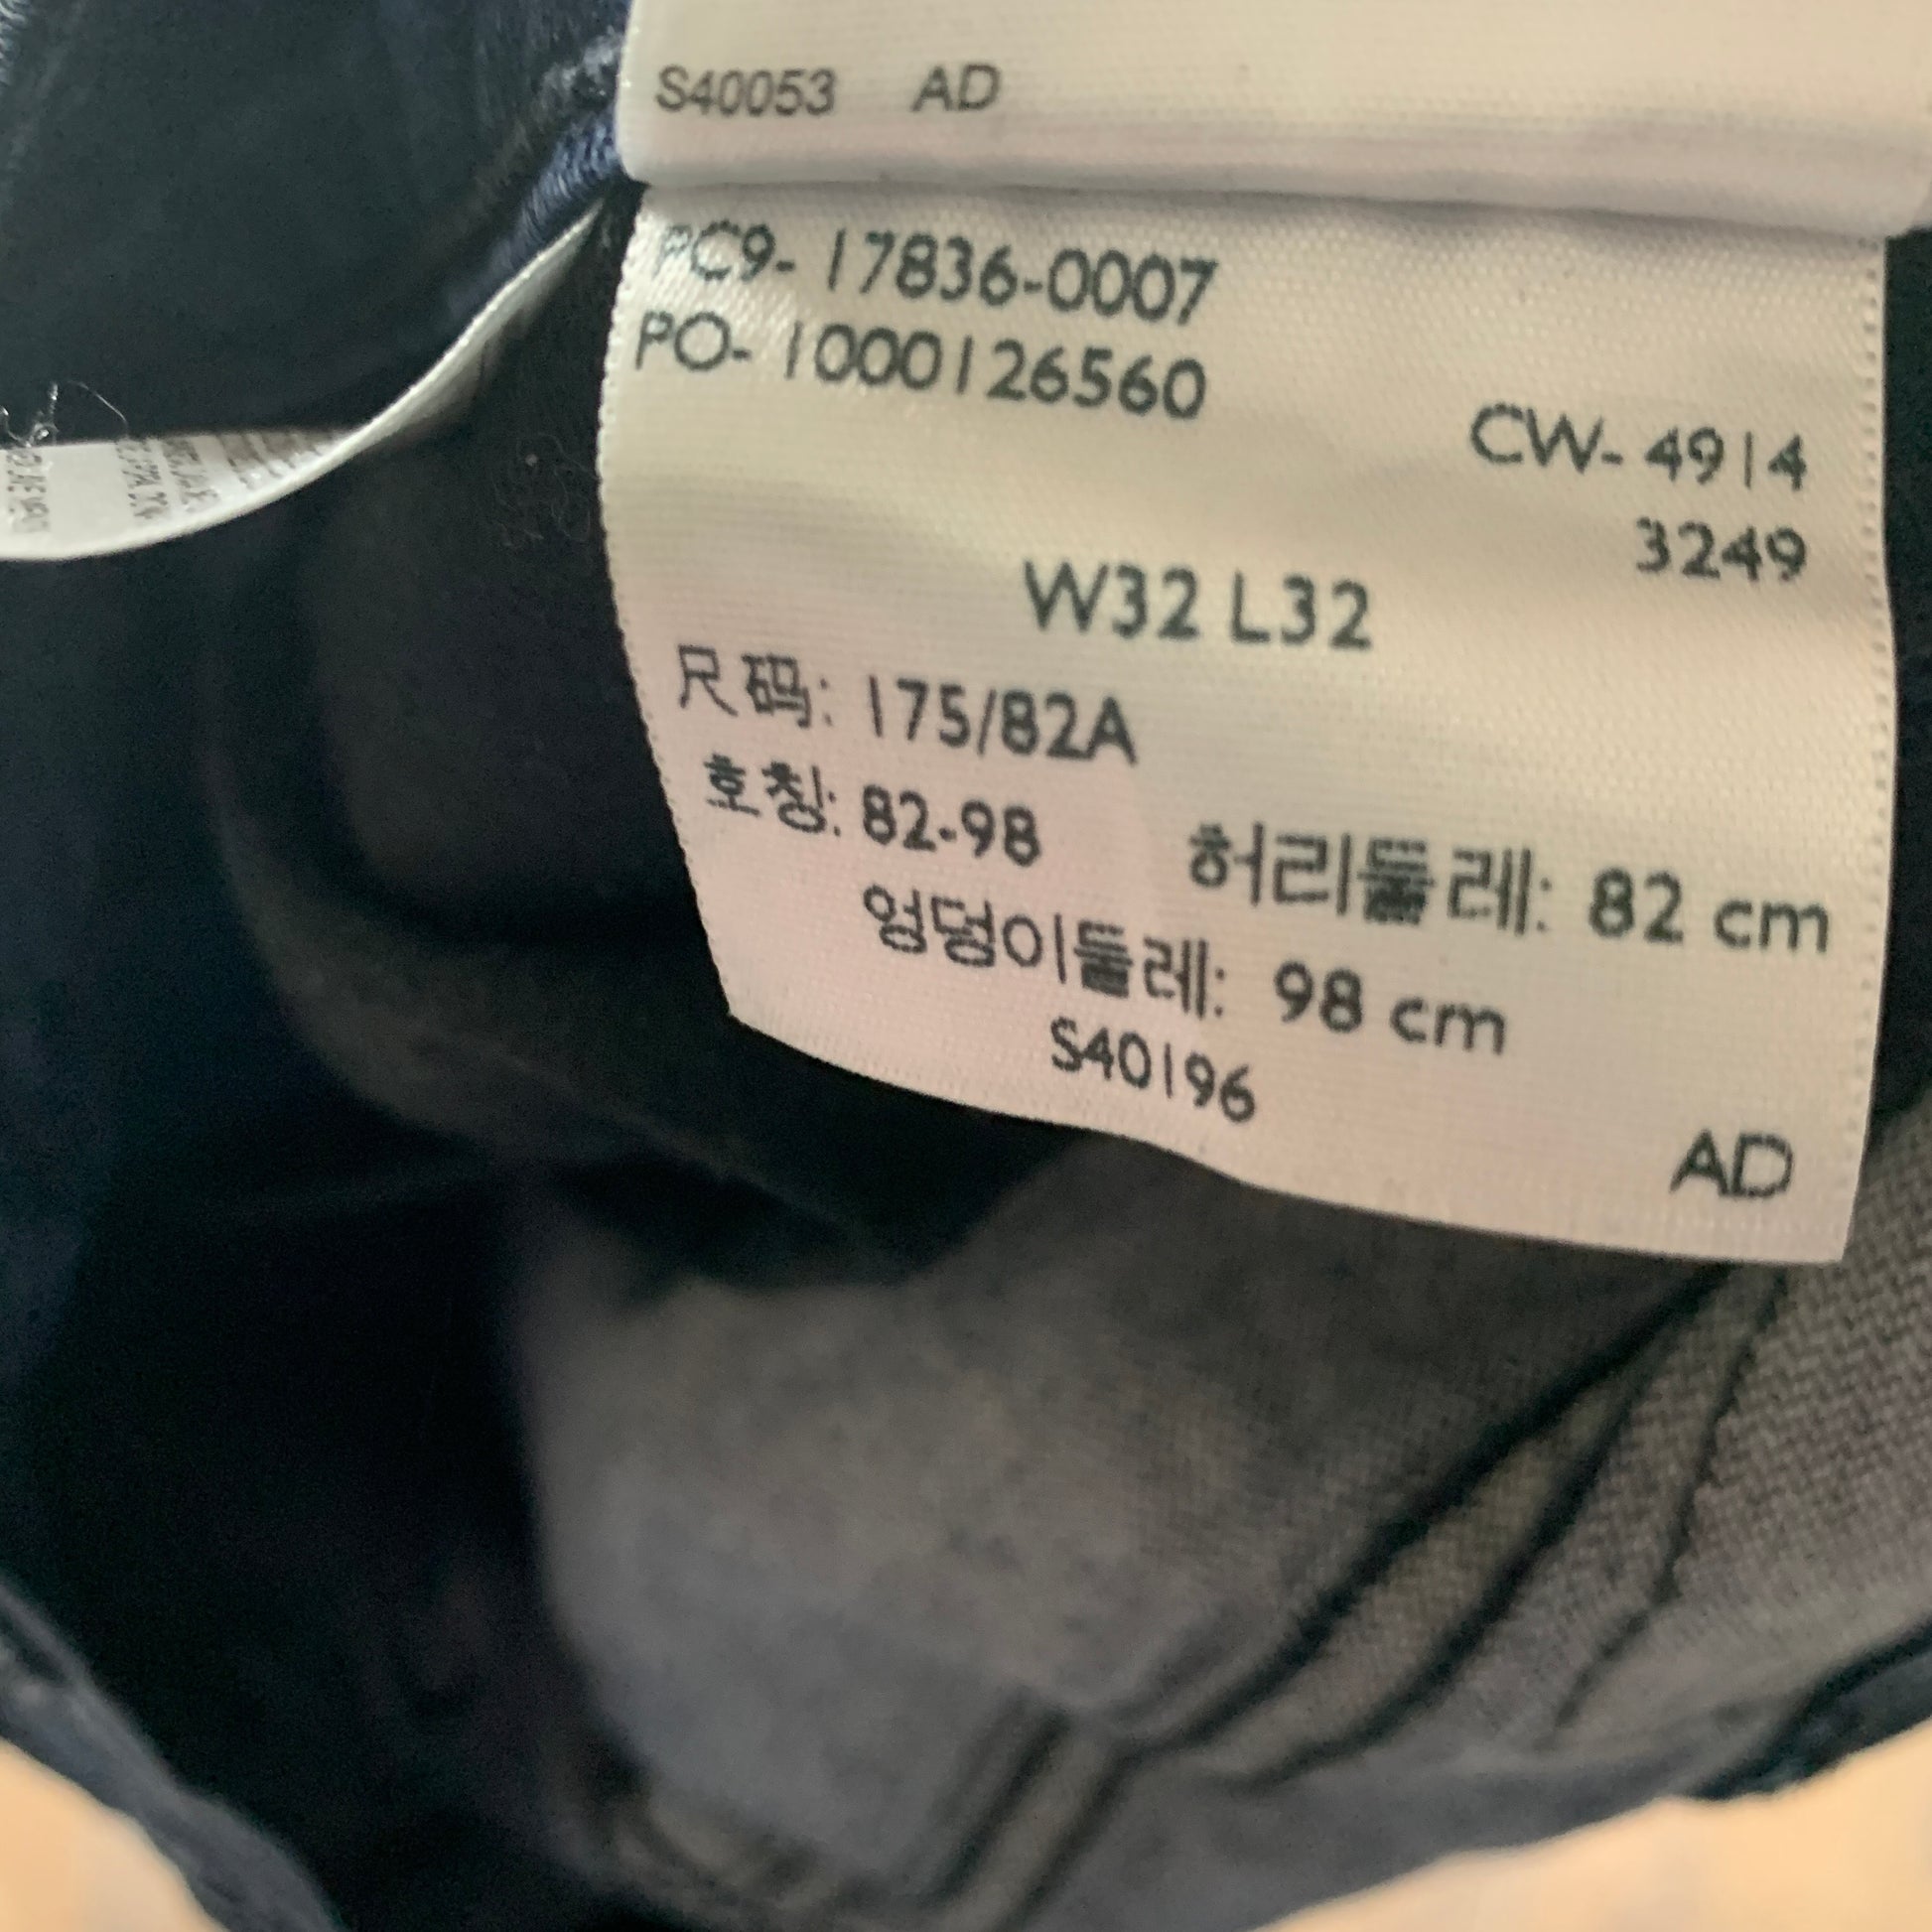 S40053 AD
PC9-17836-0007
PO-1000126560
CW-4914
3249
W32 L32
尺码: 175/82A
호칭: 82-98 허리둘레: 82 cm
엉덩이둘레: 98 cm
S40196
AD